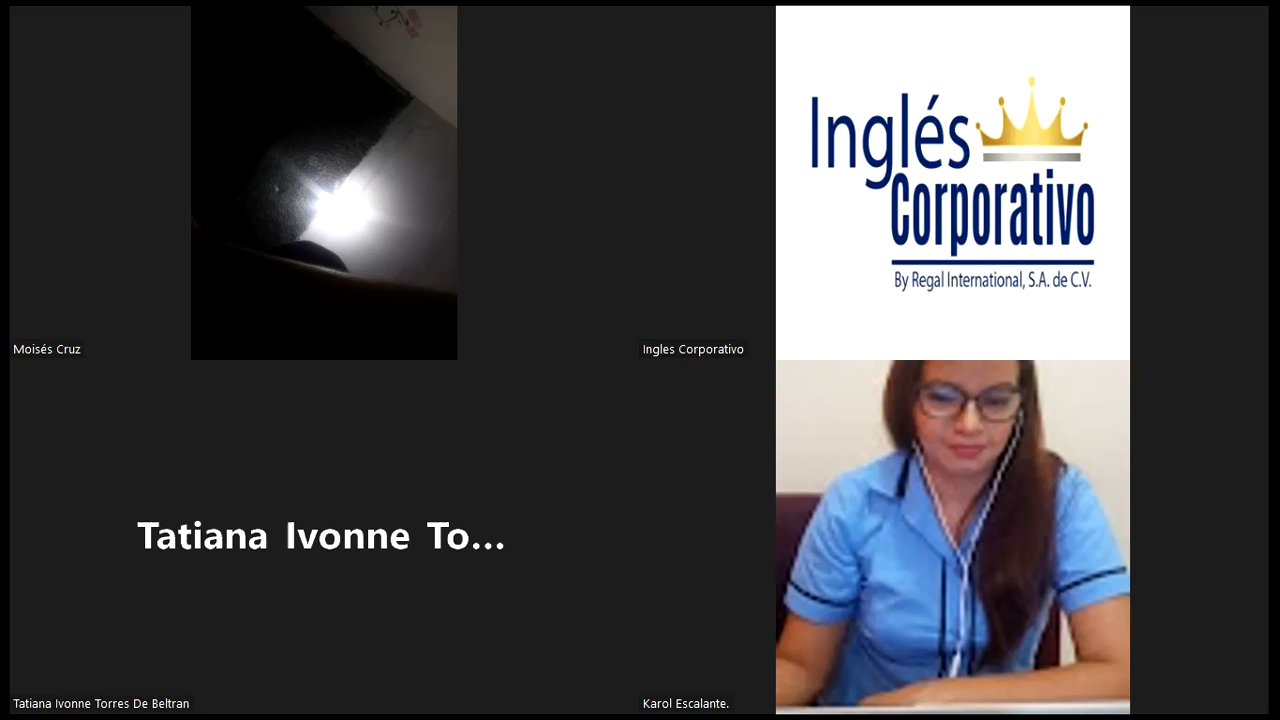 Inglés
Corporativo
By Regal International, S.A. de C.V.
Moisés Cruz
Ingles Corporativo
Tatiana Ivonne To...
Tatiana Ivonne Torres De Beltran
Karol Escalante.